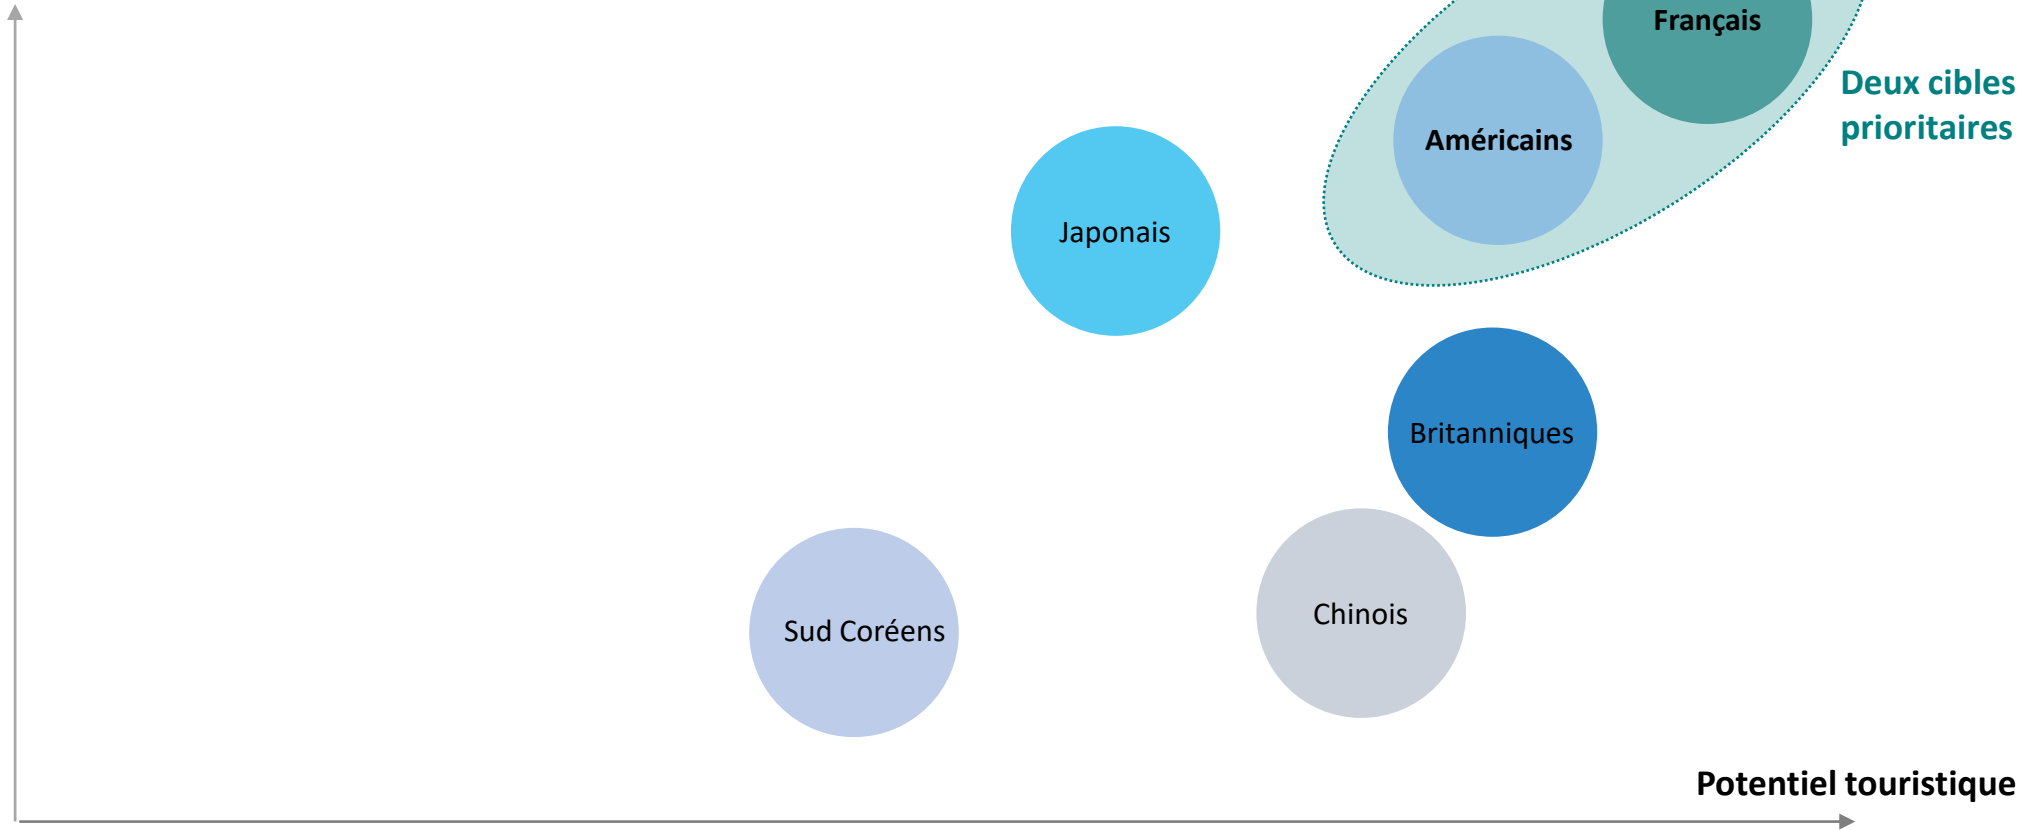 Français
Deux cibles
prioritaires
Américains
Japonais
Britanniques
Chinois
Sud Coréens
Potentiel touristique